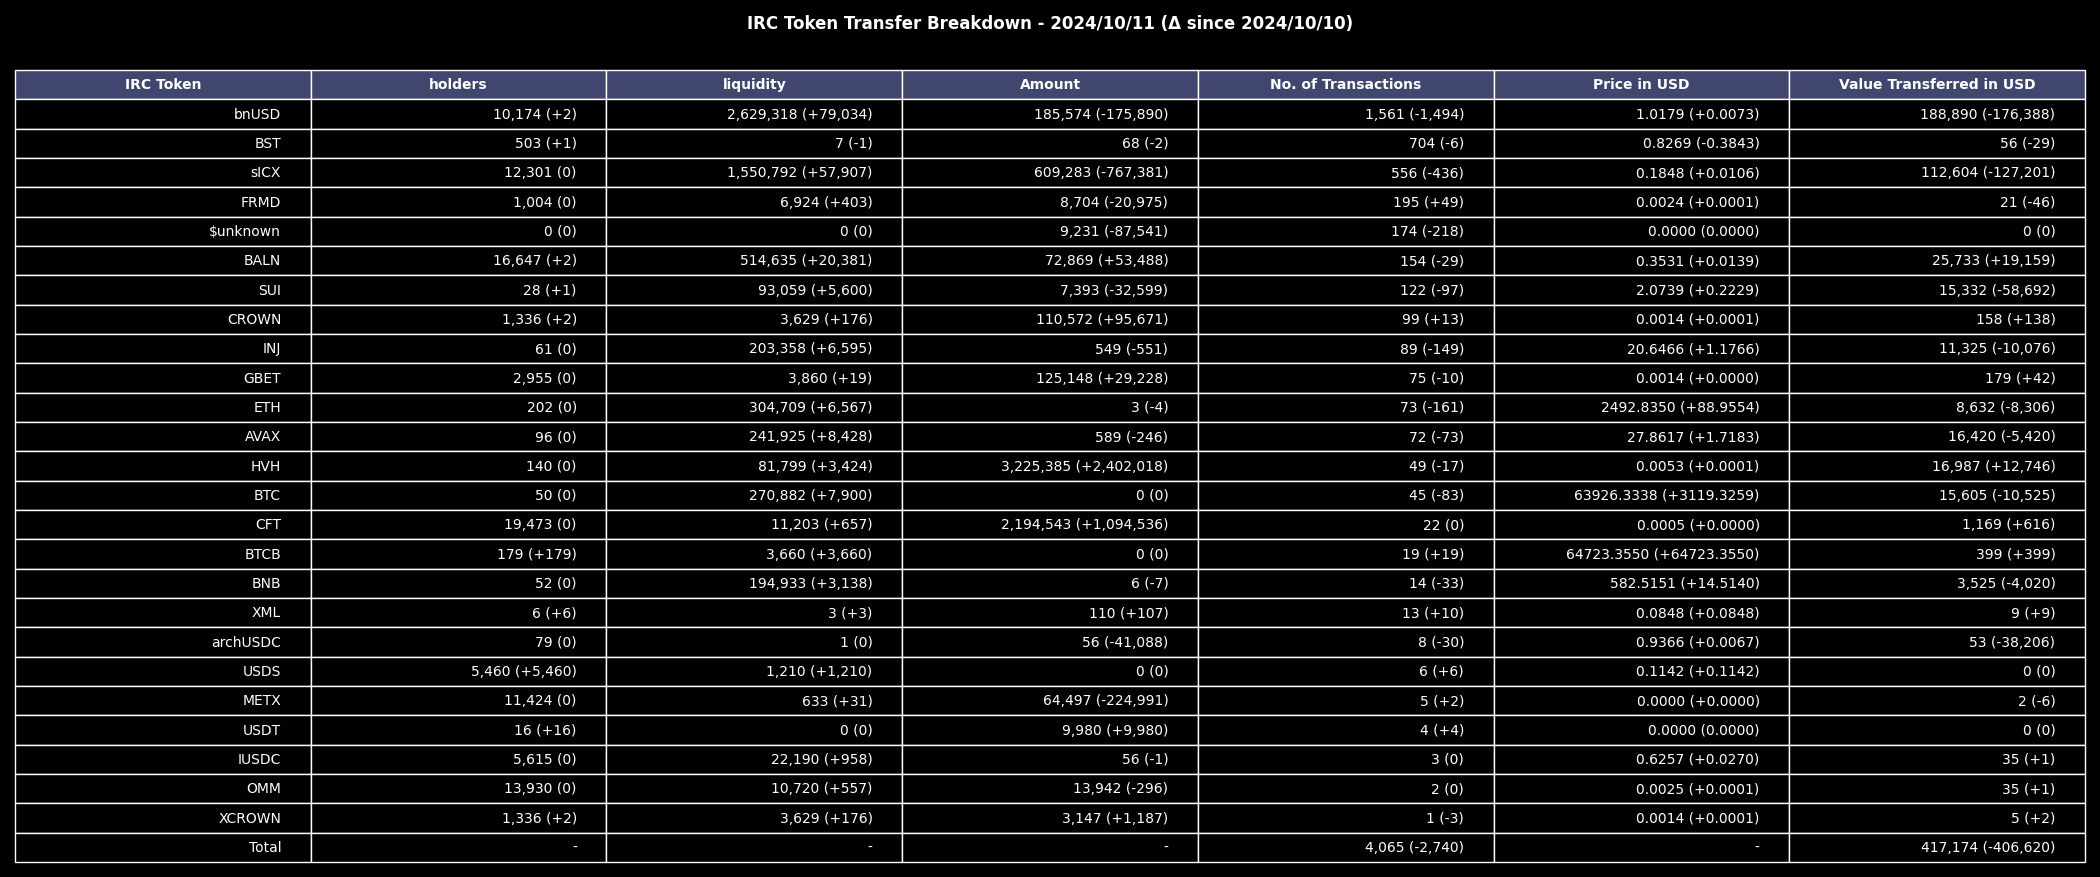 IRC Token Transfer Breakdown - 2024/10/11 (Δ since 2024/10/10)
IRC Token holders liquidity Amount No. of Transactions Price in USD Value Transferred in USD
bnUSD 10,174 (+2) 2,629,318 (+79,034) 185,574 (-175,890) 1,561 (-1,494) 1.0179 (+0.0073) 188,890 (-176,388)
BST 503 (+1) 7 (-1) 68 (-2) 704 (-6) 0.8269 (-0.3843) 56 (-29)
sICX 12,301 (0) 1,550,792 (+57,907) 609,283 (-767,381) 556 (-436) 0.1848 (+0.0106) 112,604 (-127,201)
FRMD 1,004 (0) 6,924 (+403) 8,704 (-20,975) 195 (+49) 0.0024 (+0.0001) 21 (-46)
$unknown 0 (0) 0 (0) 9,231 (-87,541) 174 (-218) 0.0000 (0.0000) 0 (0)
BALN 16,647 (+2) 514,635 (+20,381) 72,869 (+53,488) 154 (-29) 0.3531 (+0.0139) 25,733 (+19,159)
SUI 28 (+1) 93,059 (+5,600) 7,393 (-32,599) 122 (-97) 2.0739 (+0.2229) 15,332 (-58,692)
CROWN 1,336 (+2) 3,629 (+176) 110,572 (+95,671) 99 (+13) 0.0014 (+0.0001) 158 (+138)
INJ 61 (0) 203,358 (+6,595) 549 (-551) 89 (-149) 20.6466 (+1.1766) 11,325 (-10,076)
GBET 2,955 (0) 3,860 (+19) 125,148 (+29,228) 75 (-10) 0.0014 (+0.0000) 179 (+42)
ETH 202 (0) 304,709 (+6,567) 3 (-4) 73 (-161) 2492.8350 (+88.9554) 8,632 (-8,306)
AVAX 96 (0) 241,925 (+8,428) 589 (-246) 72 (-73) 27.8617 (+1.7183) 16,420 (-5,420)
HVH 140 (0) 81,799 (+3,424) 3,225,385 (+2,402,018) 49 (-17) 0.0053 (+0.0001) 16,987 (+12,746)
BTC 50 (0) 270,882 (+7,900) 0 (0) 45 (-83) 63926.3338 (+3119.3259) 15,605 (-10,525)
CFT 19,473 (0) 11,203 (+657) 2,194,543 (+1,094,536) 22 (0) 0.0005 (+0.0000) 1,169 (+616)
BTCB 179 (+179) 3,660 (+3,660) 0 (0) 19 (+19) 64723.3550 (+64723.3550) 399 (+399)
BNB 52 (0) 194,933 (+3,138) 6 (-7) 14 (-33) 582.5151 (+14.5140) 3,525 (-4,020)
XML 6 (+6) 3 (+3) 110 (+107) 13 (+10) 0.0848 (+0.0848) 9 (+9)
archUSDC 79 (0) 1 (0) 56 (-41,088) 8 (-30) 0.9366 (+0.0067) 53 (-38,206)
USDS 5,460 (+5,460) 1,210 (+1,210) 0 (0) 6 (+6) 0.1142 (+0.1142) 0 (0)
METX 11,424 (0) 633 (+31) 64,497 (-224,991) 5 (+2) 0.0000 (+0.0000) 2 (-6)
USDT 16 (+16) 0 (0) 9,980 (+9,980) 4 (+4) 0.0000 (0.0000) 0 (0)
IUSDC 5,615 (0) 22,190 (+958) 56 (-1) 3 (0) 0.6257 (+0.0270) 35 (+1)
OMM 13,930 (0) 10,720 (+557) 13,942 (-296) 2 (0) 0.0025 (+0.0001) 35 (+1)
XCROWN 1,336 (+2) 3,629 (+176) 3,147 (+1,187) 1 (-3) 0.0014 (+0.0001) 5 (+2)
Total - - - 4,065 (-2,740) - 417,174 (-406,620)